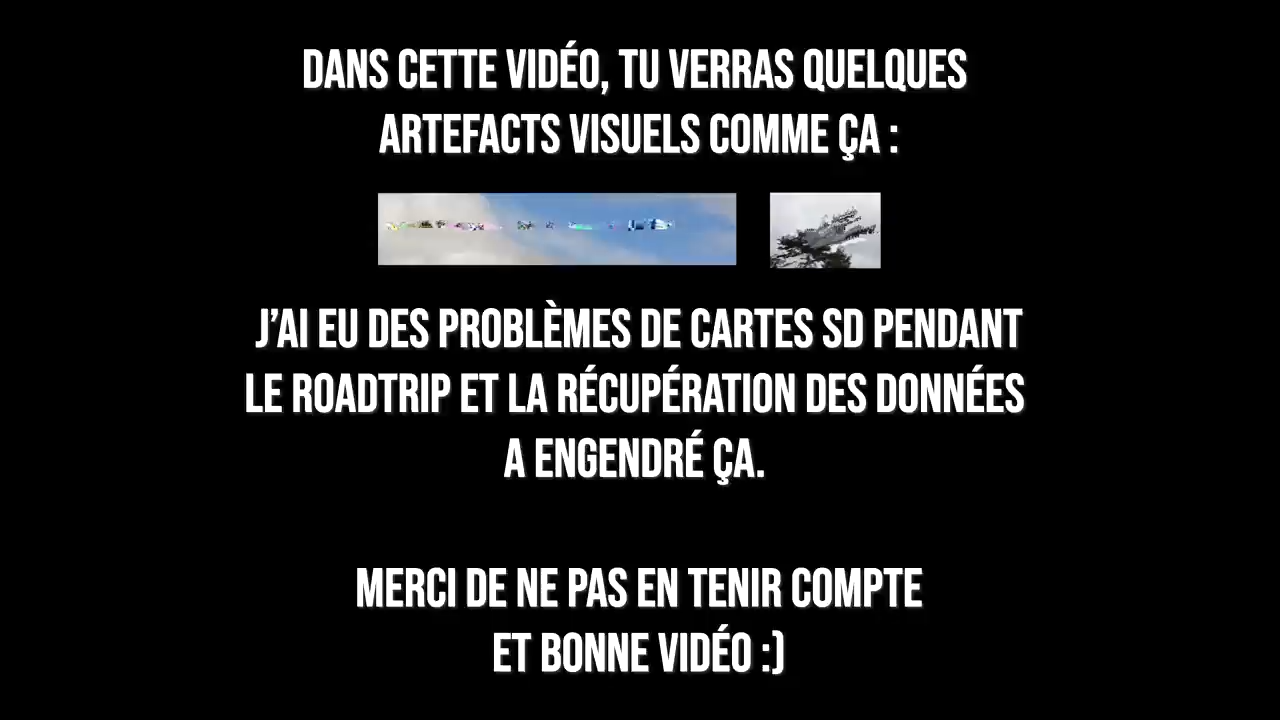 DANS CETTE VIDÉO, TU VERRAS QUELQUES
ARTEFACTS VISUELS COMME ÇA :
J'AI EU DES PROBLÈMES DE CARTES SD PENDANT
LE ROADTRIP ET LA RÉCUPÉRATION DES DONNÉES
A ENGENDRÉ ÇA.
MERCI DE NE PAS EN TENIR COMPTE
ET BONNE VIDÉO :)